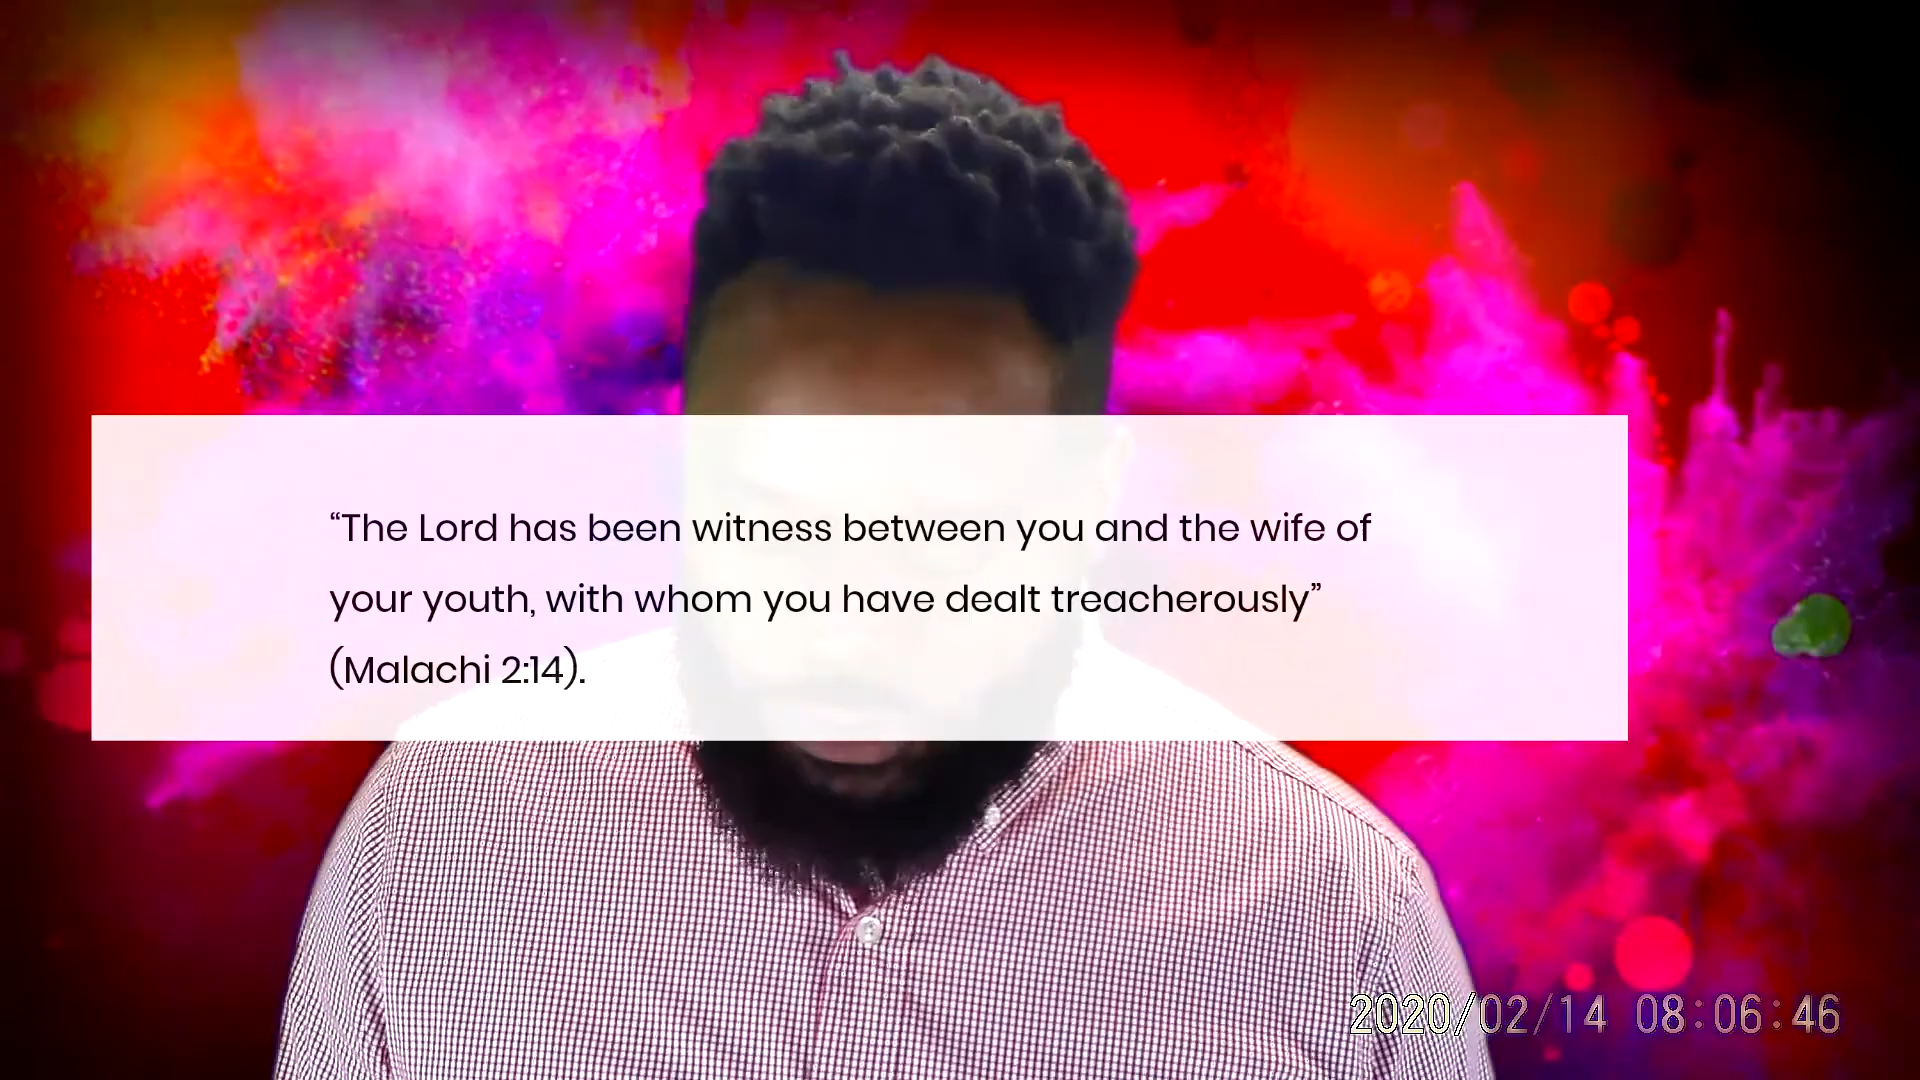 “The Lord has been witness between you and the wife of
your youth, with whom you have dealt treacherously”
(Malachi 2:14).
2020/02/14 08:06:46